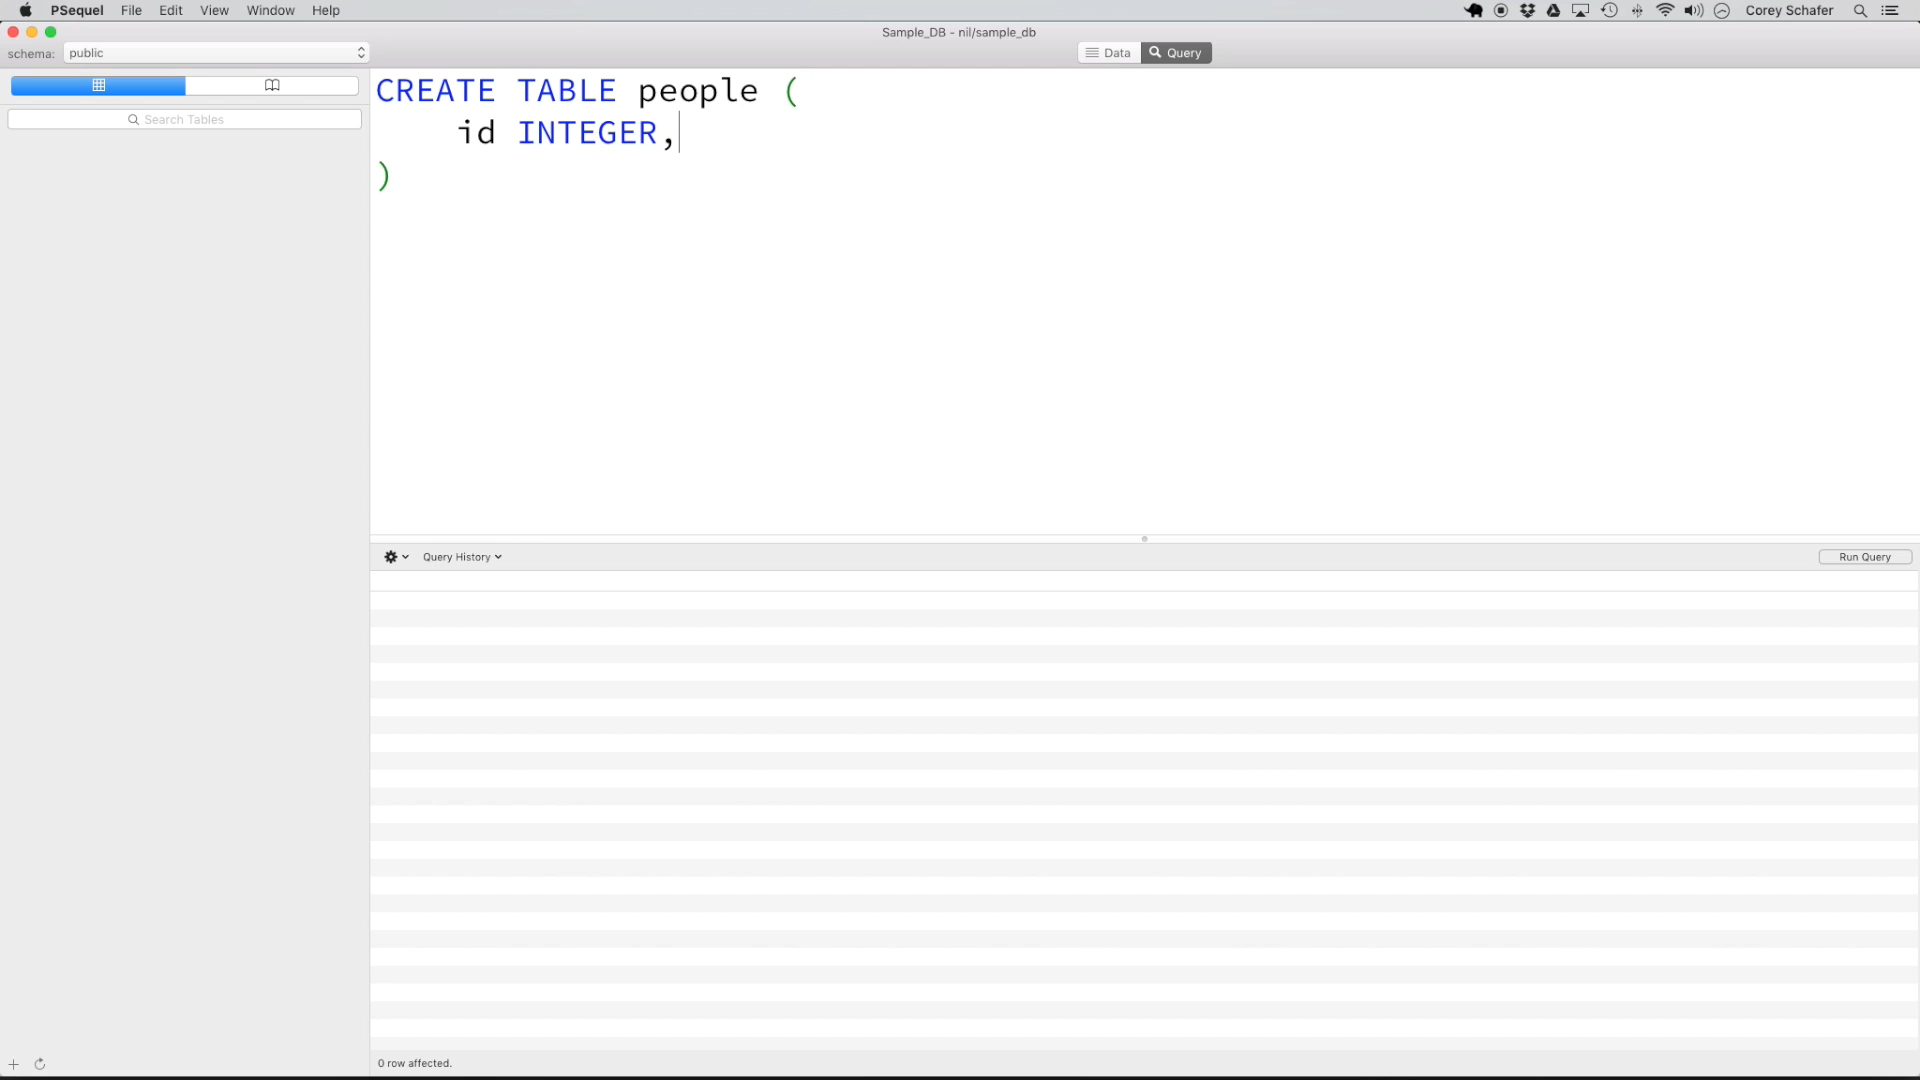 PSequel File Edit View Window Help Corey Schafer
Sample_DB - nil/sample_db
schema: public Data Query
Search Tables
CREATE TABLE people (
id INTEGER,
)
Query History Run Query
0 row affected.